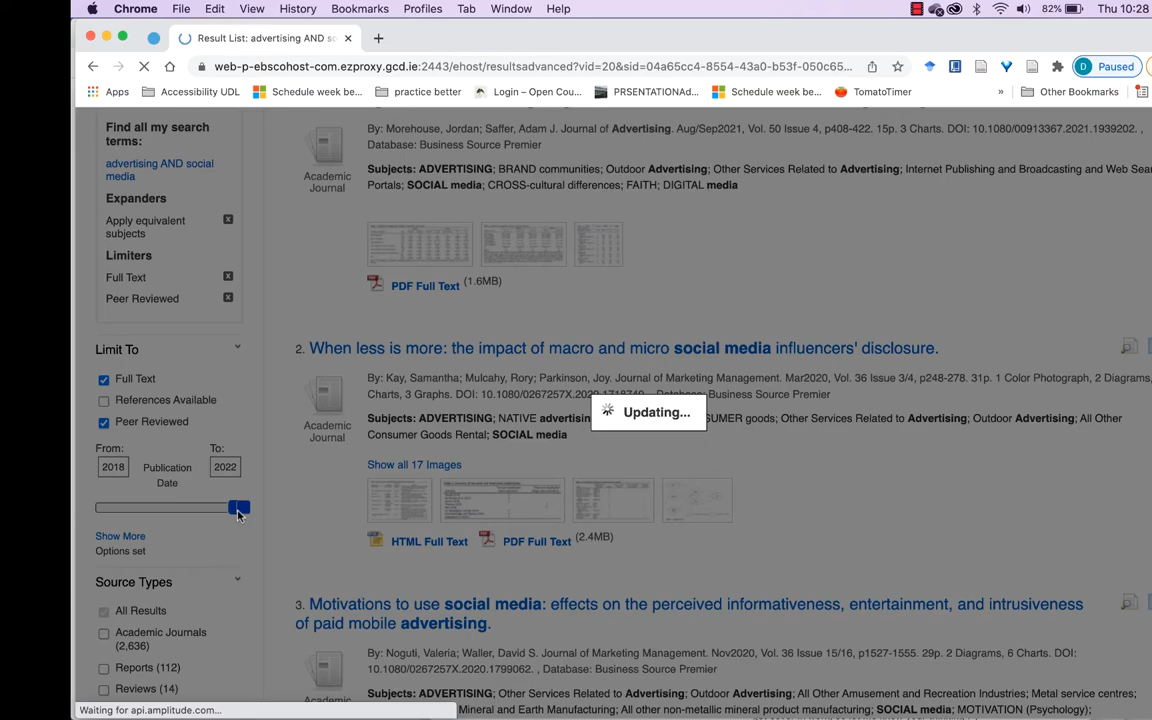 Chrome File Edit View History Bookmarks Profiles Tab Window Help 82% Thu 10:28
Result List: advertising AND so
web-p-ebscohost-com.ezproxy.gcd.ie:2443/ehost/resultsadvanced?vid=20&sid=04a65cc4-8554-43a0-b53f-050c65... D Paused
Apps Accessibility UDL Schedule week be... practice better Login – Open Cou... PRSENTATIONAd... Schedule week be... TomatoTimer » Other Bookmarks
Find all my search
terms:
advertising AND social
media
Expanders
Apply equivalent
subjects
Limiters
Full Text
Peer Reviewed
Limit To
Full Text
References Available
Peer Reviewed
From: To:
2018 Publication 2022
Date
Show More
Options set
Source Types
All Results
Academic Journals
(2,636)
Reports (112)
Reviews (14)
By: Morehouse, Jordan; Saffer, Adam J. Journal of Advertising. Aug/Sep2021, Vol. 50 Issue 4, p408-422. 15p. 3 Charts. DOI: 10.1080/00913367.2021.1939202. ,
Database: Business Source Premier
Academic
Journal
Subjects: ADVERTISING; BRAND communities; Outdoor Advertising; Other Services Related to Advertising; Internet Publishing and Broadcasting and Web Sear
Portals; SOCIAL media; CROSS-cultural differences; FAITH; DIGITAL media
PDF Full Text (1.6MB)
2. When less is more: the impact of macro and micro social media influencers' disclosure.
By: Kay, Samantha; Mulcahy, Rory; Parkinson, Joy. Journal of Marketing Management. Mar2020, Vol. 36 Issue 3/4, p248-278. 31p. 1 Color Photograph, 2 Diagrams,
Charts, 3 Graphs. DOI: 10.1080/0267257X. Business Source Premier
Academic
Journal
Updating...
Subjects: ADVERTISING; NATIVE goods; Other Services Related to Advertising; Outdoor Advertising; All Other
Consumer Goods Rental; SOCIAL media
Show all 17 Images
HTML Full Text PDF Full Text (2.4MB)
3. Motivations to use social media: effects on the perceived informativeness, entertainment, and intrusiveness
of paid mobile advertising.
By: Noguti, Valeria; Waller, David S. Journal of Marketing Management. Nov2020, Vol. 36 Issue 15/16, p1527-1555. 29p. 2 Diagrams, 6 Charts. DOI:
10.1080/0267257X.2020.1799062. , Database: Business Source Premier
Academic
Subjects: ADVERTISING; Other Services Related to Advertising; Outdoor Advertising; All Other Amusement and Recreation Industries; Metal service centres;
Mineral and Earth Manufacturing; All other non-metallic mineral product manufacturing; SOCIAL media; MOTIVATION (Psychology);
Waiting for api.amplitude.com...